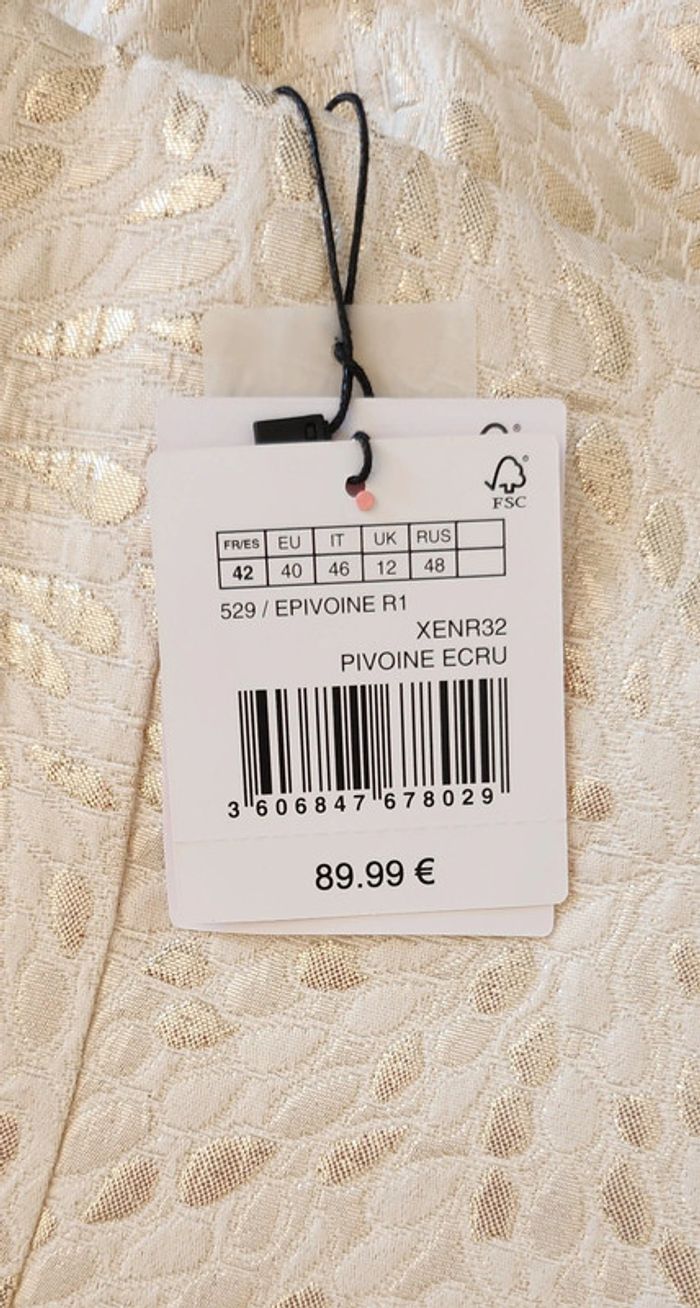 FSC
FR/ES EU IT UK RUS
42 40 46 12 48
529 / EPIVOINE R1
XENR32
PIVOINE ECRU
3 606847 678029
89.99 €